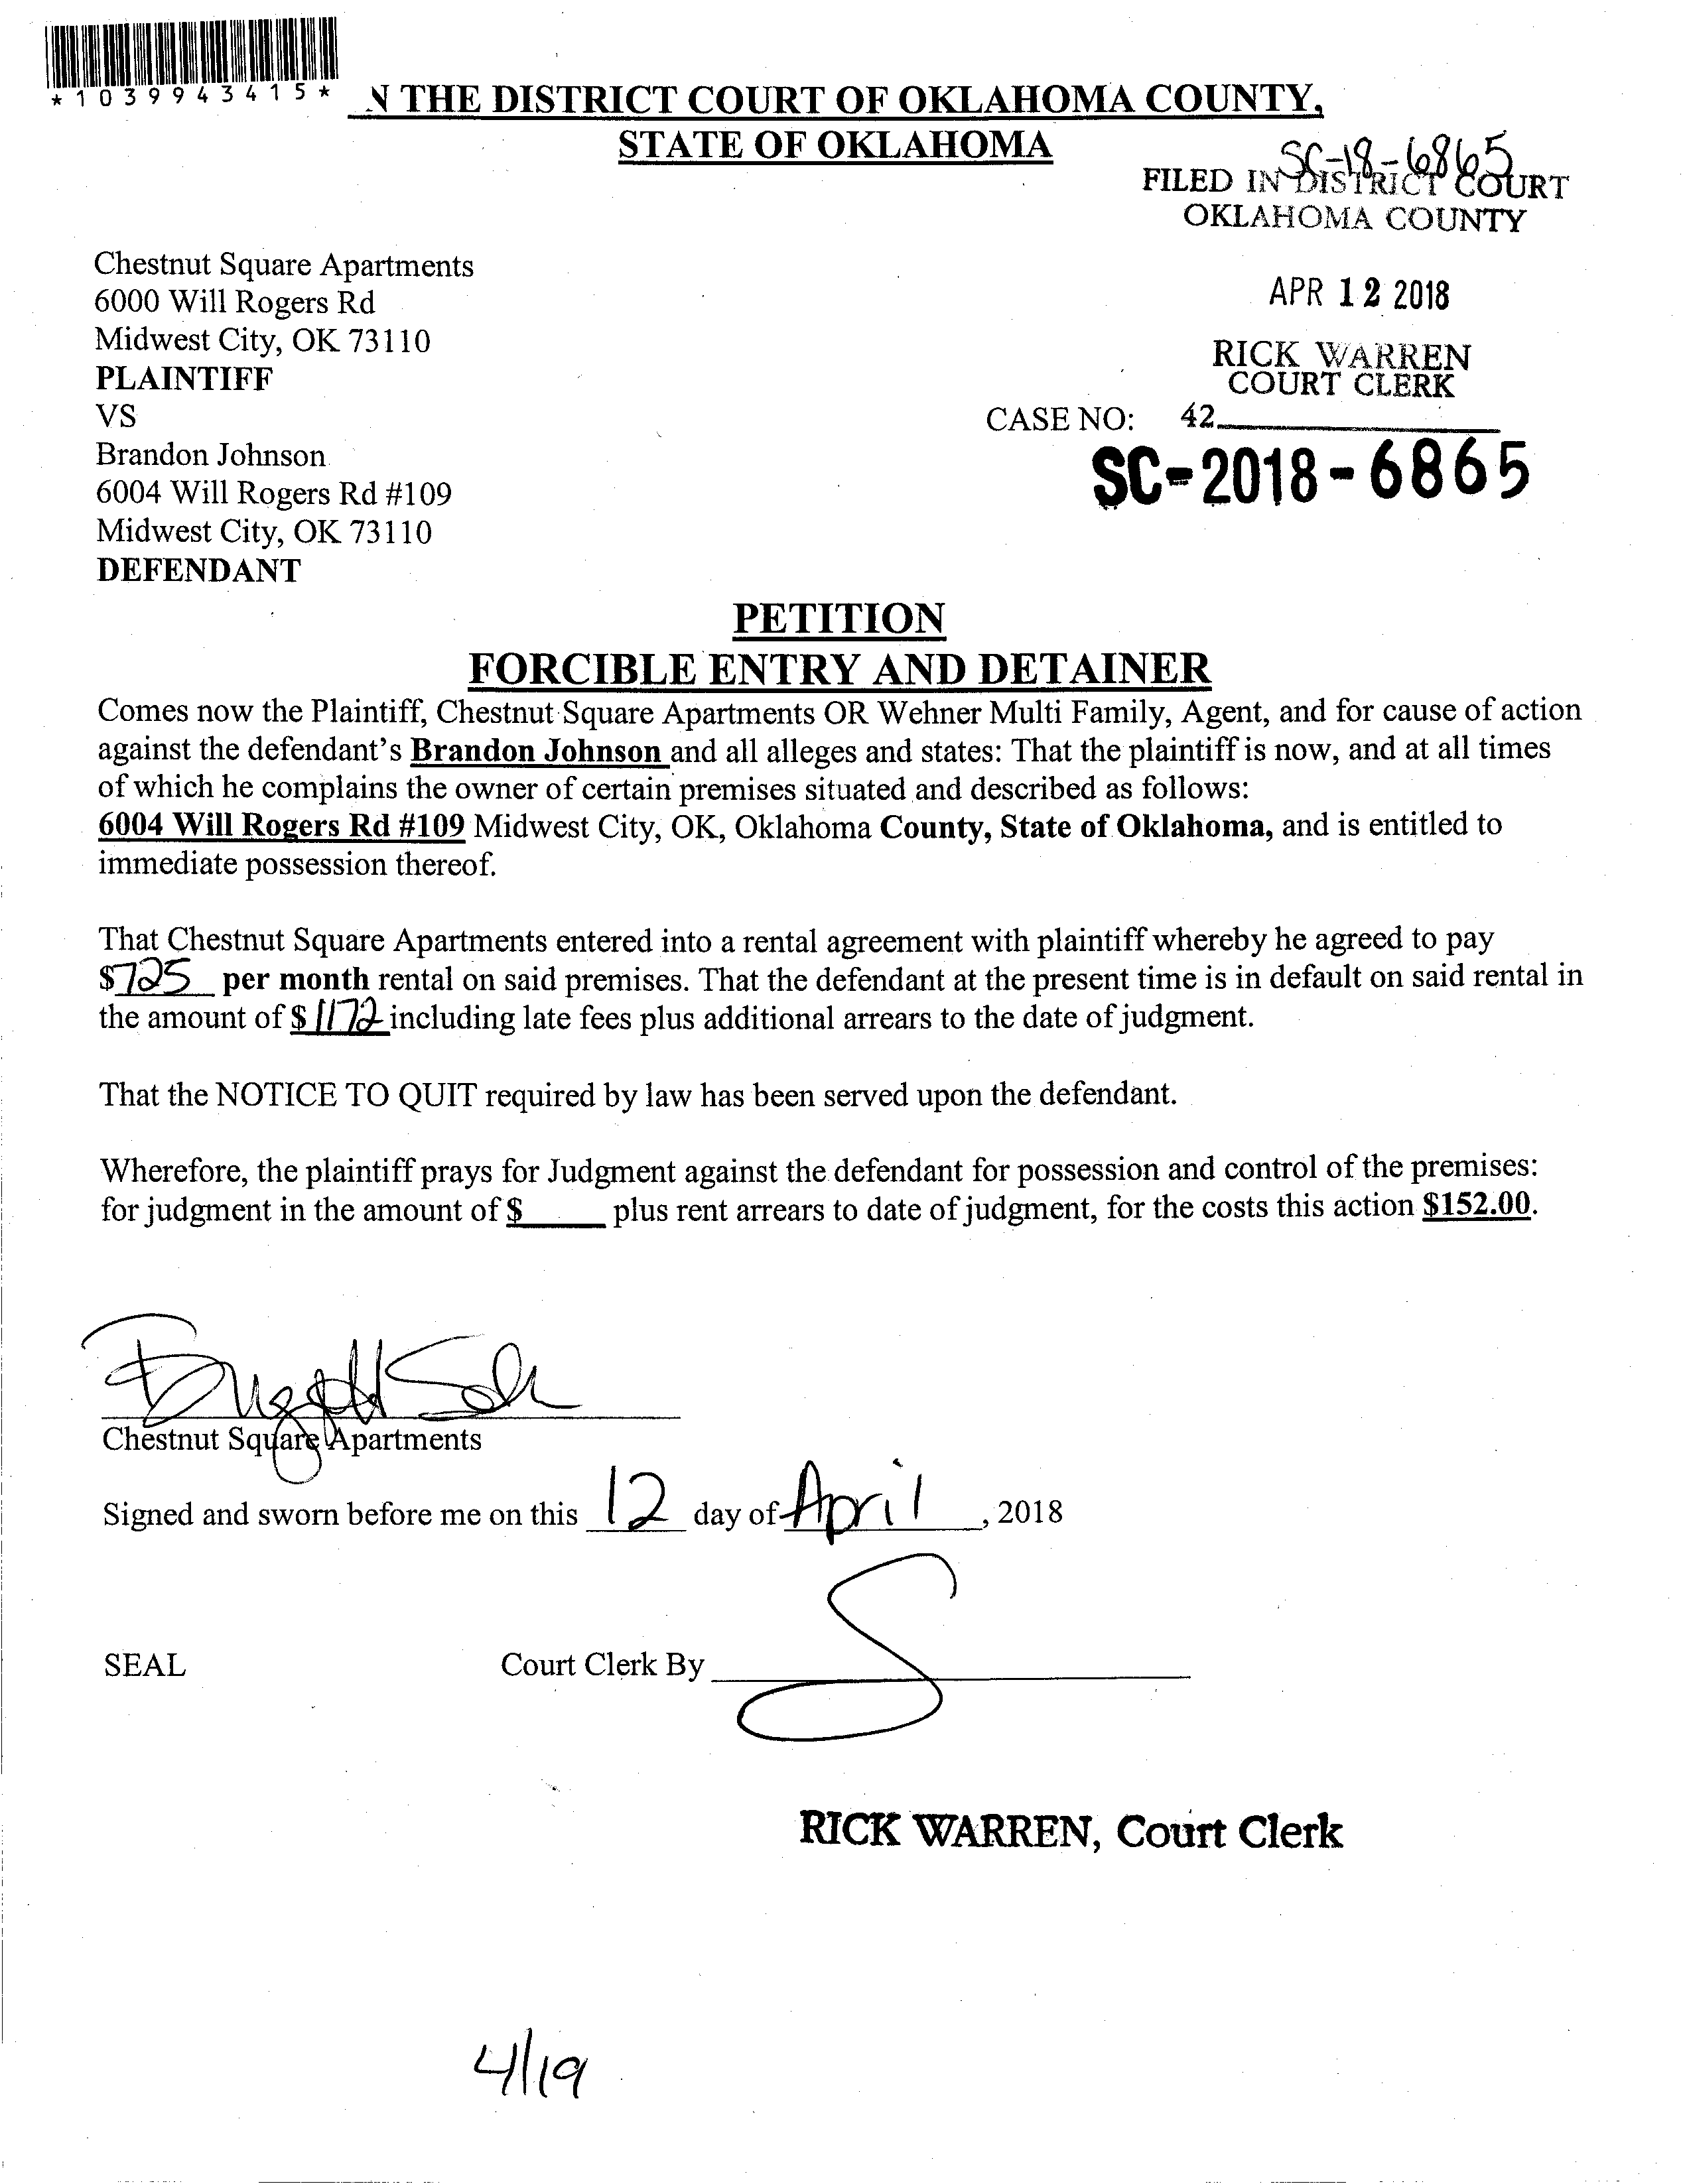 *1039943415*
N THE DISTRICT COURT OF OKLAHOMA COUNTY,
STATE OF OKLAHOMA
SC-18-6865
FILED IN DISTRICT COURT
OKLAHOMA COUNTY
APR 12 2018
RICK WARREN
COURT CLERK
42
Chestnut Square Apartments
6000 Will Rogers Rd
Midwest City, OK 73110
PLAINTIFF
VS
CASE NO:
SC-2018-6865
Brandon Johnson
6004 Will Rogers Rd #109
Midwest City, OK 73110
DEFENDANT
PETITION
FORCIBLE ENTRY AND DETAINER
Comes now the Plaintiff, Chestnut Square Apartments OR Wehner Multi Family, Agent, and for cause of action
against the defendant's Brandon Johnson and all alleges and states: That the plaintiff is now, and at all times
of which he complains the owner of certain premises situated and described as follows:
6004 Will Rogers Rd #109 Midwest City, OK, Oklahoma County, State of Oklahoma, and is entitled to
immediate possession thereof.
That Chestnut Square Apartments entered into a rental agreement with plaintiff whereby he agreed to pay
$725 per month rental on said premises. That the defendant at the present time is in default on said rental in
the amount of $1172 including late fees plus additional arrears to the date of judgment.
That the NOTICE TO QUIT required by law has been served upon the defendant.
Wherefore, the plaintiff prays for Judgment against the defendant for possession and control of the premises:
for judgment in the amount of $_____ plus rent arrears to date of judgment, for the costs this action $152.00.
Chestnut Square Apartments
Signed and sworn before me on this 12 day of April, 2018
SEAL Court Clerk By
RICK WARREN, Court Clerk
4/19